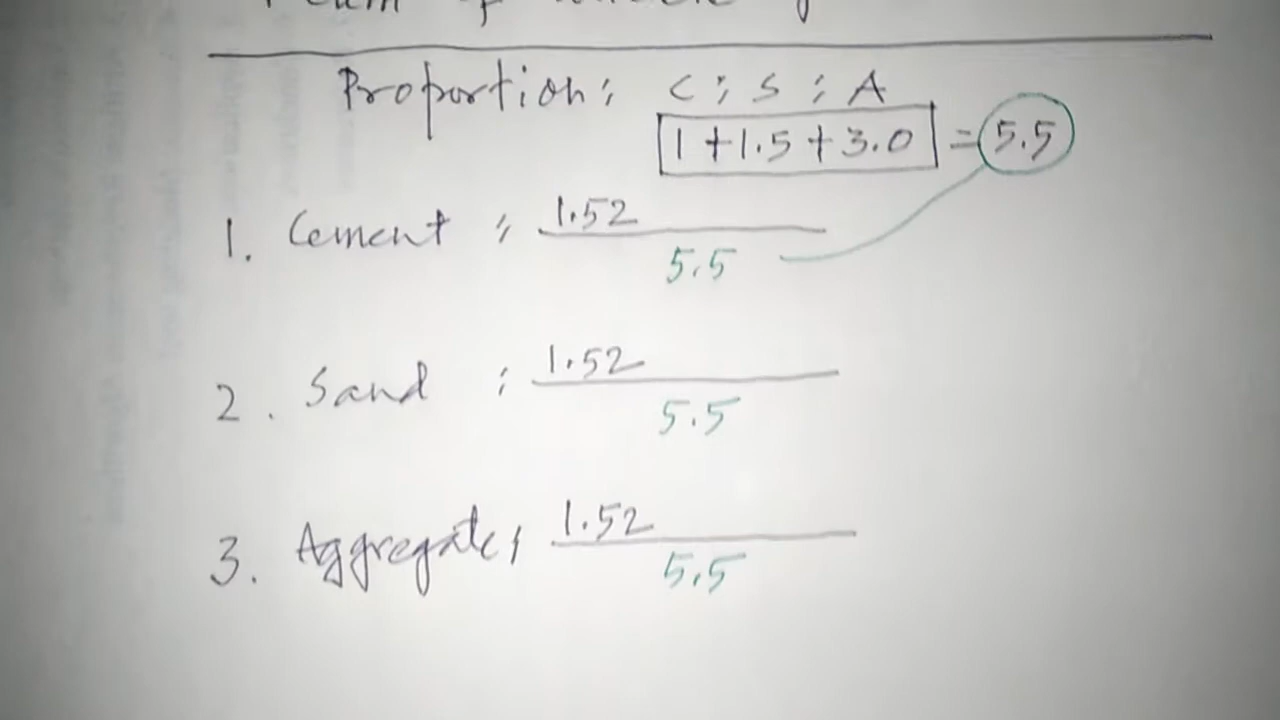 of
Proportion: C : S : A
1 + 1.5 + 3.0 = 5.5
1. Cement : 1.52
5.5
2. Sand : 1.52
5.5
3. Aggregate : 1.52
5.5